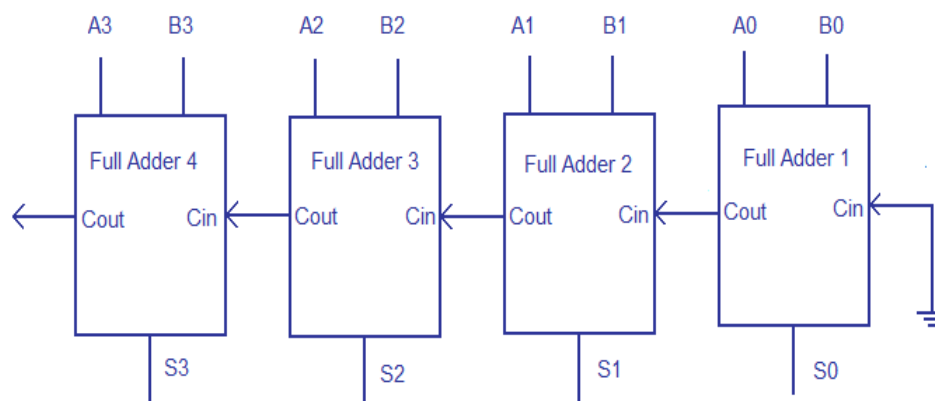 A3 B3 A2 B2 A1 B1 A0 B0
Full Adder 4 Full Adder 3 Full Adder 2 Full Adder 1
Cout Cin Cout Cin Cout Cin Cout Cin
S3 S2 S1 S0